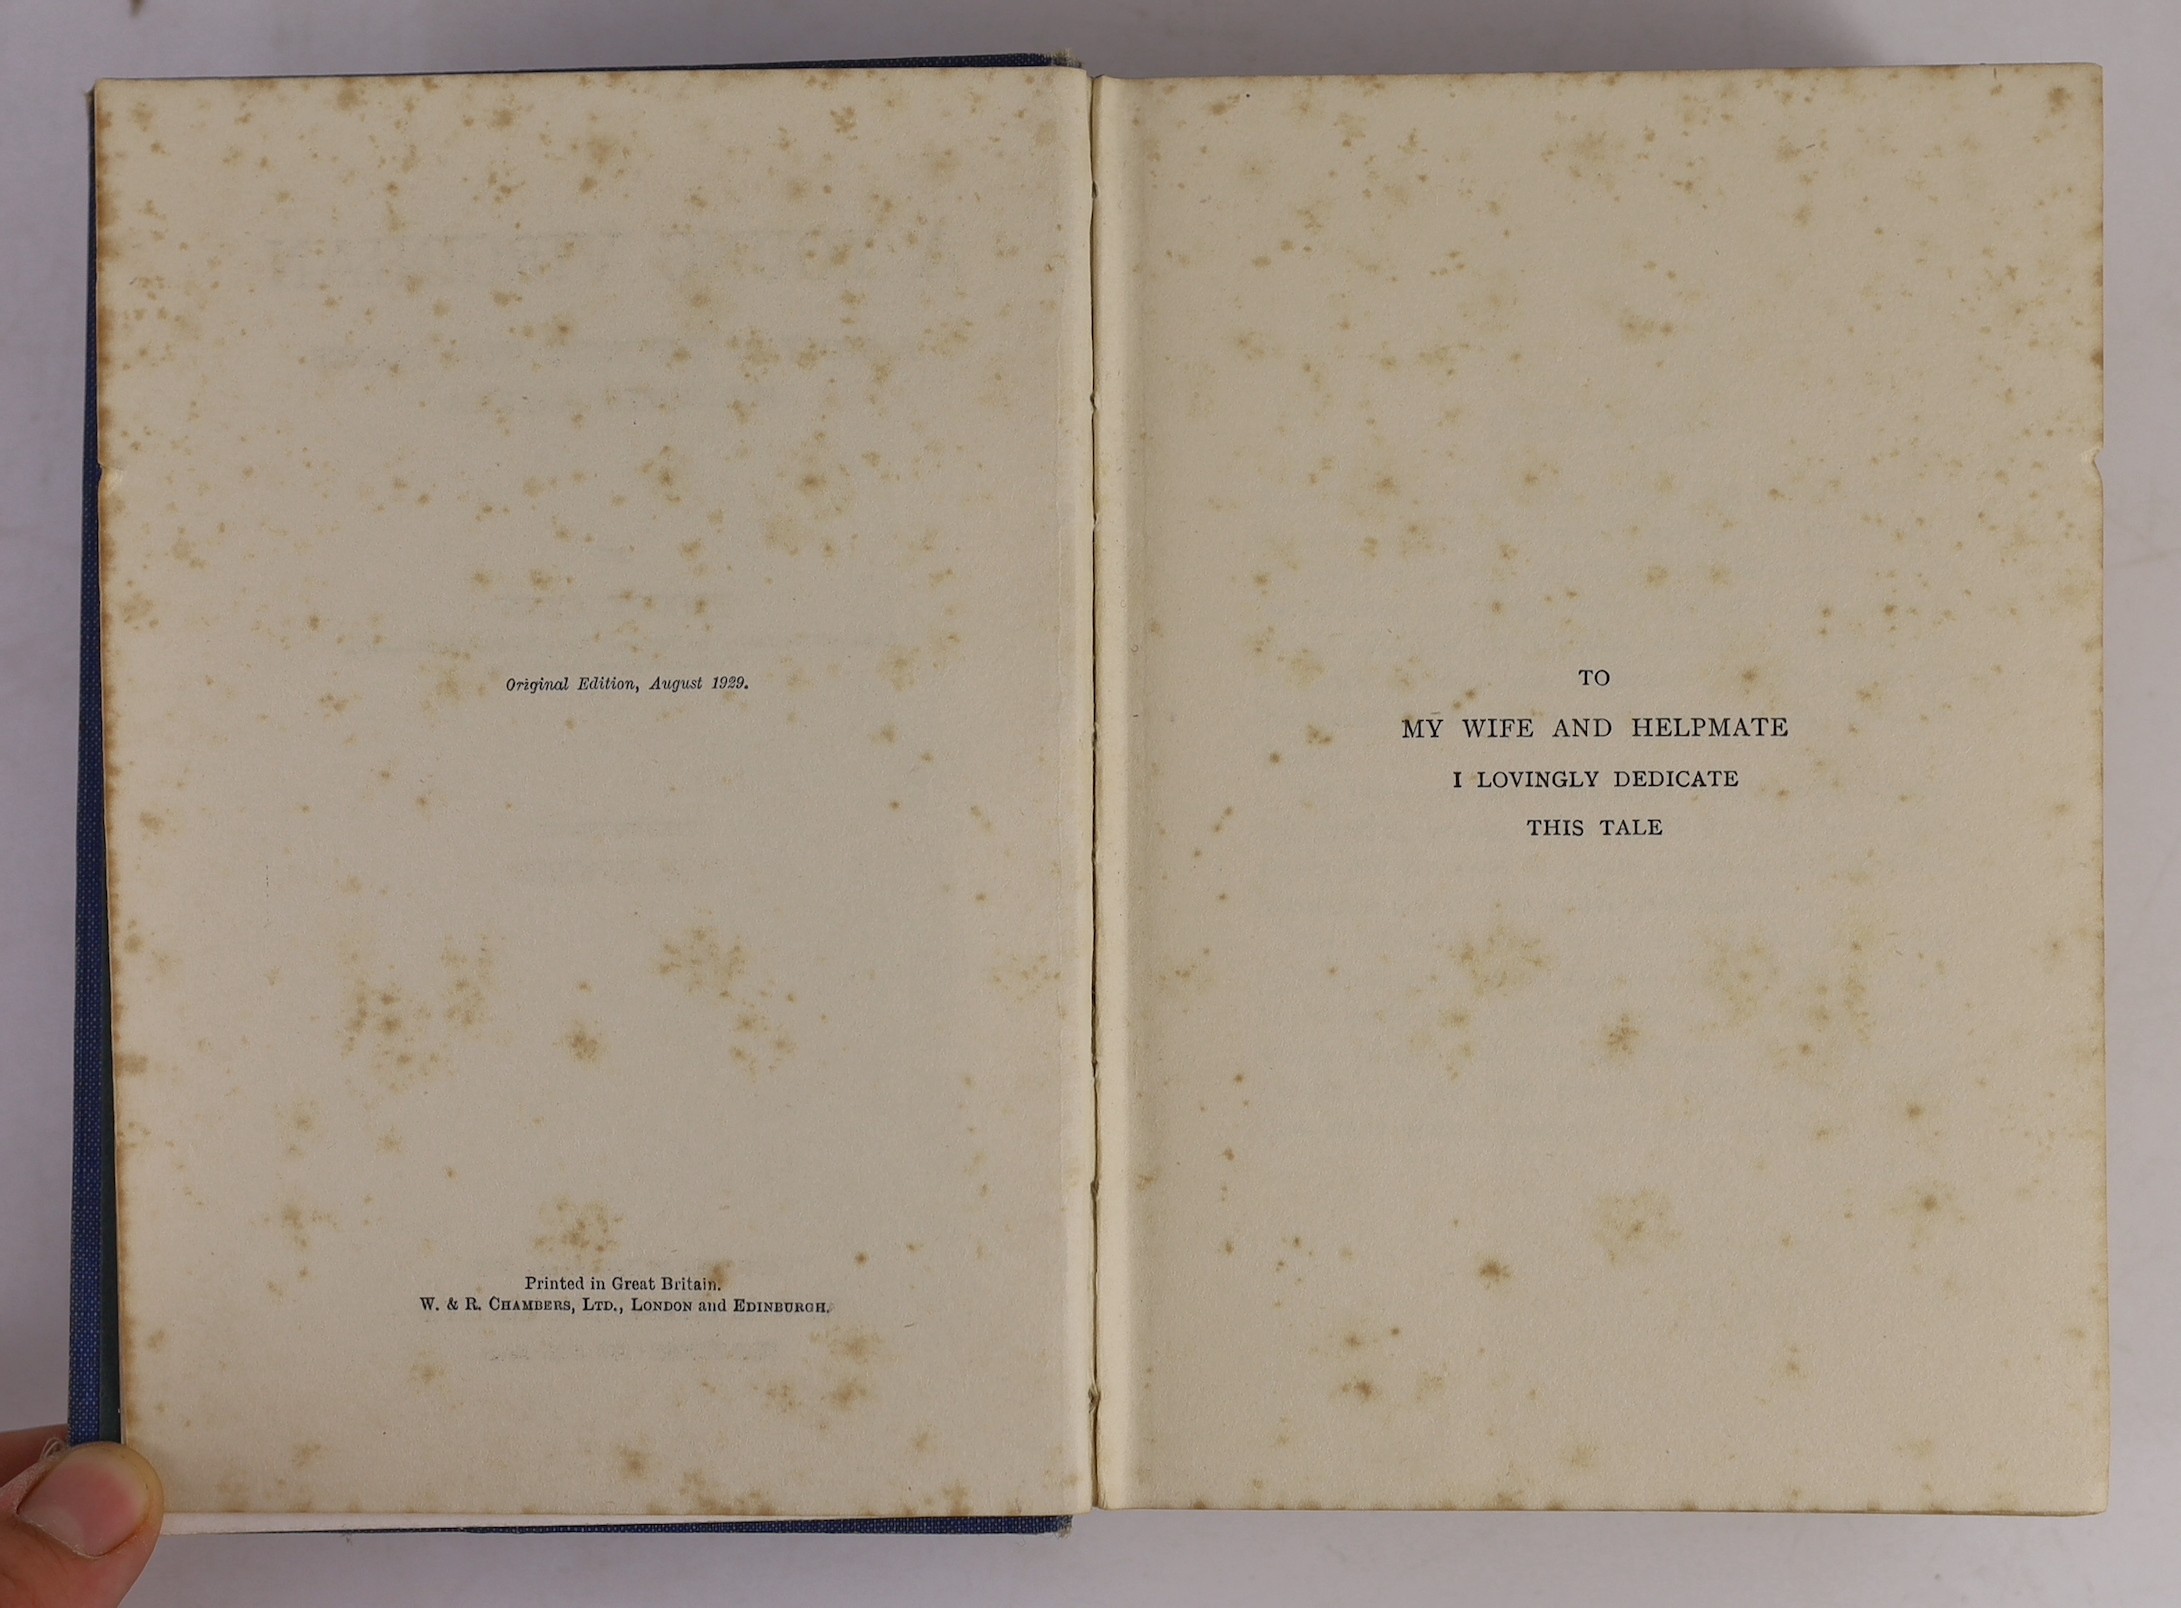 Original Edition, August 1929.
Printed in Great Britain.
W. & R. CHAMBERS, LTD., LONDON and EDINBURGH.
TO
MY WIFE AND HELPMATE
I LOVINGLY DEDICATE
THIS TALE